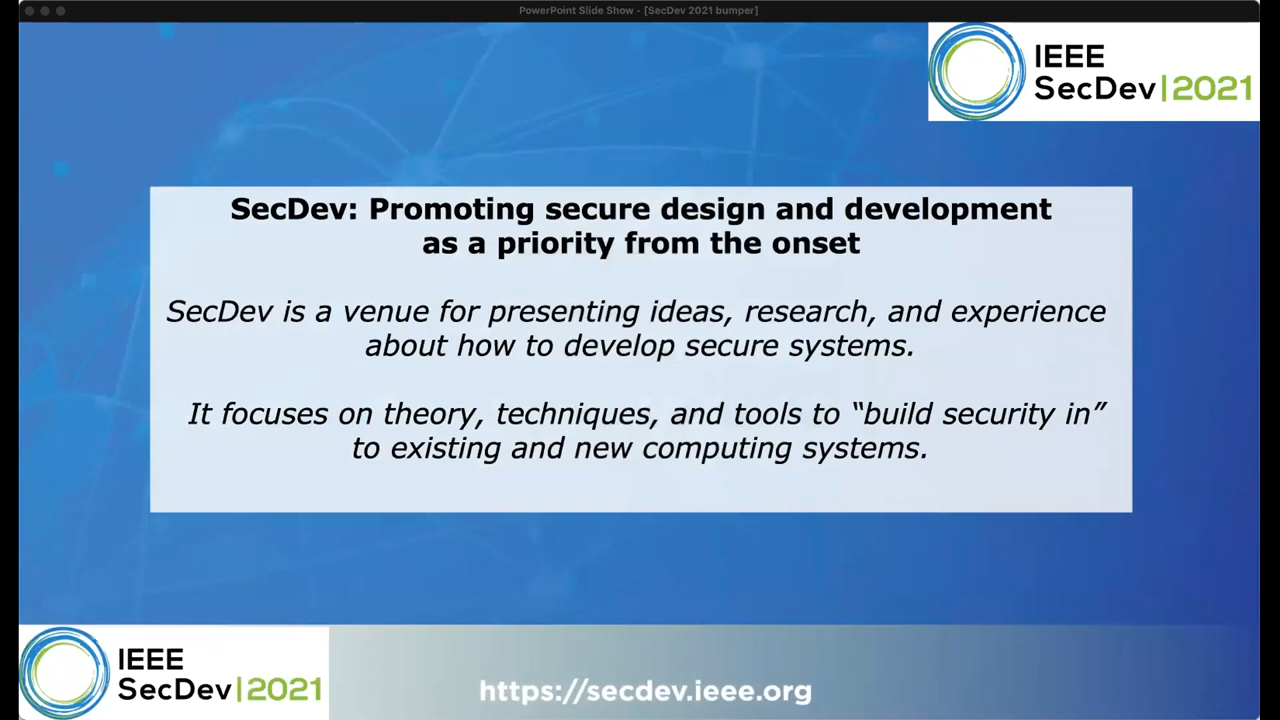 PowerPoint Slide Show - [SecDev 2021 bumper]
IEEE
SecDev|2021
SecDev: Promoting secure design and development
as a priority from the onset
SecDev is a venue for presenting ideas, research, and experience
about how to develop secure systems.
It focuses on theory, techniques, and tools to “build security in”
to existing and new computing systems.
IEEE
SecDev|2021
https://secdev.ieee.org